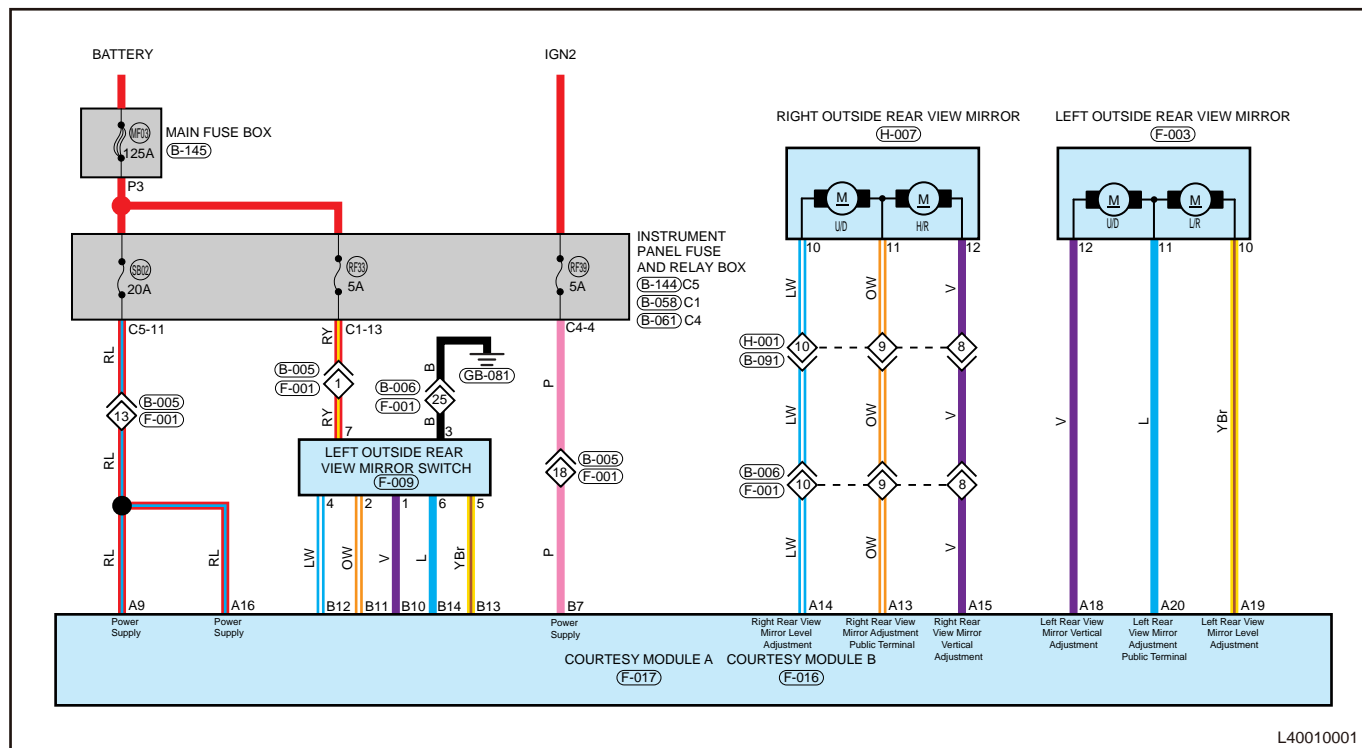 BATTERY
IGN2
MF03
125A
MAIN FUSE BOX
B-145
P3
RIGHT OUTSIDE REAR VIEW MIRROR
H-007
LEFT OUTSIDE REAR VIEW MIRROR
F-003
M
U/D
M
H/R
M
U/D
M
L/R
10
11
12
12
11
10
SB02
20A
RF33
5A
RF39
5A
INSTRUMENT
PANEL FUSE
AND RELAY BOX
B-144 C5
B-058 C1
B-061 C4
C5-11
C1-13
C4-4
RL
RY
B
GB-081
P
LW
OW
V
B-005
F-001
1
B-006
F-001
25
H-001
B-091
10
9
8
13
B-005
F-001
RY
B
7
3
RL
LEFT OUTSIDE REAR
VIEW MIRROR SWITCH
F-009
18
B-005
F-001
LW
OW
V
V
L
YBr
B-006
F-001
10
9
8
4
2
1
6
5
RL
RL
LW
OW
V
L
YBr
P
LW
OW
V
A9
A16
B12
B11
B10
B14
B13
B7
A14
A13
A15
A18
A20
A19
Power
Supply
Power
Supply
Power
Supply
Right Rear View
Mirror Level
Adjustment
Right Rear View
Mirror Adjustment
Public Terminal
Right Rear
View Mirror
Vertical
Adjustment
Left Rear View
Mirror Vertical
Adjustment
Left Rear
View Mirror
Adjustment
Public Terminal
Left Rear View
Mirror Level
Adjustment
COURTESY MODULE A
F-017
COURTESY MODULE B
F-016
L40010001